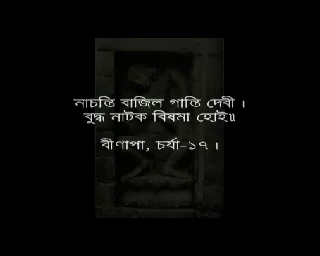 নাচন্তি বাজিল গান্তি দেবী ।
বুদ্ধ নাটক বিষমা হোই॥
বীণাপা, চর্যা-১৭ ।